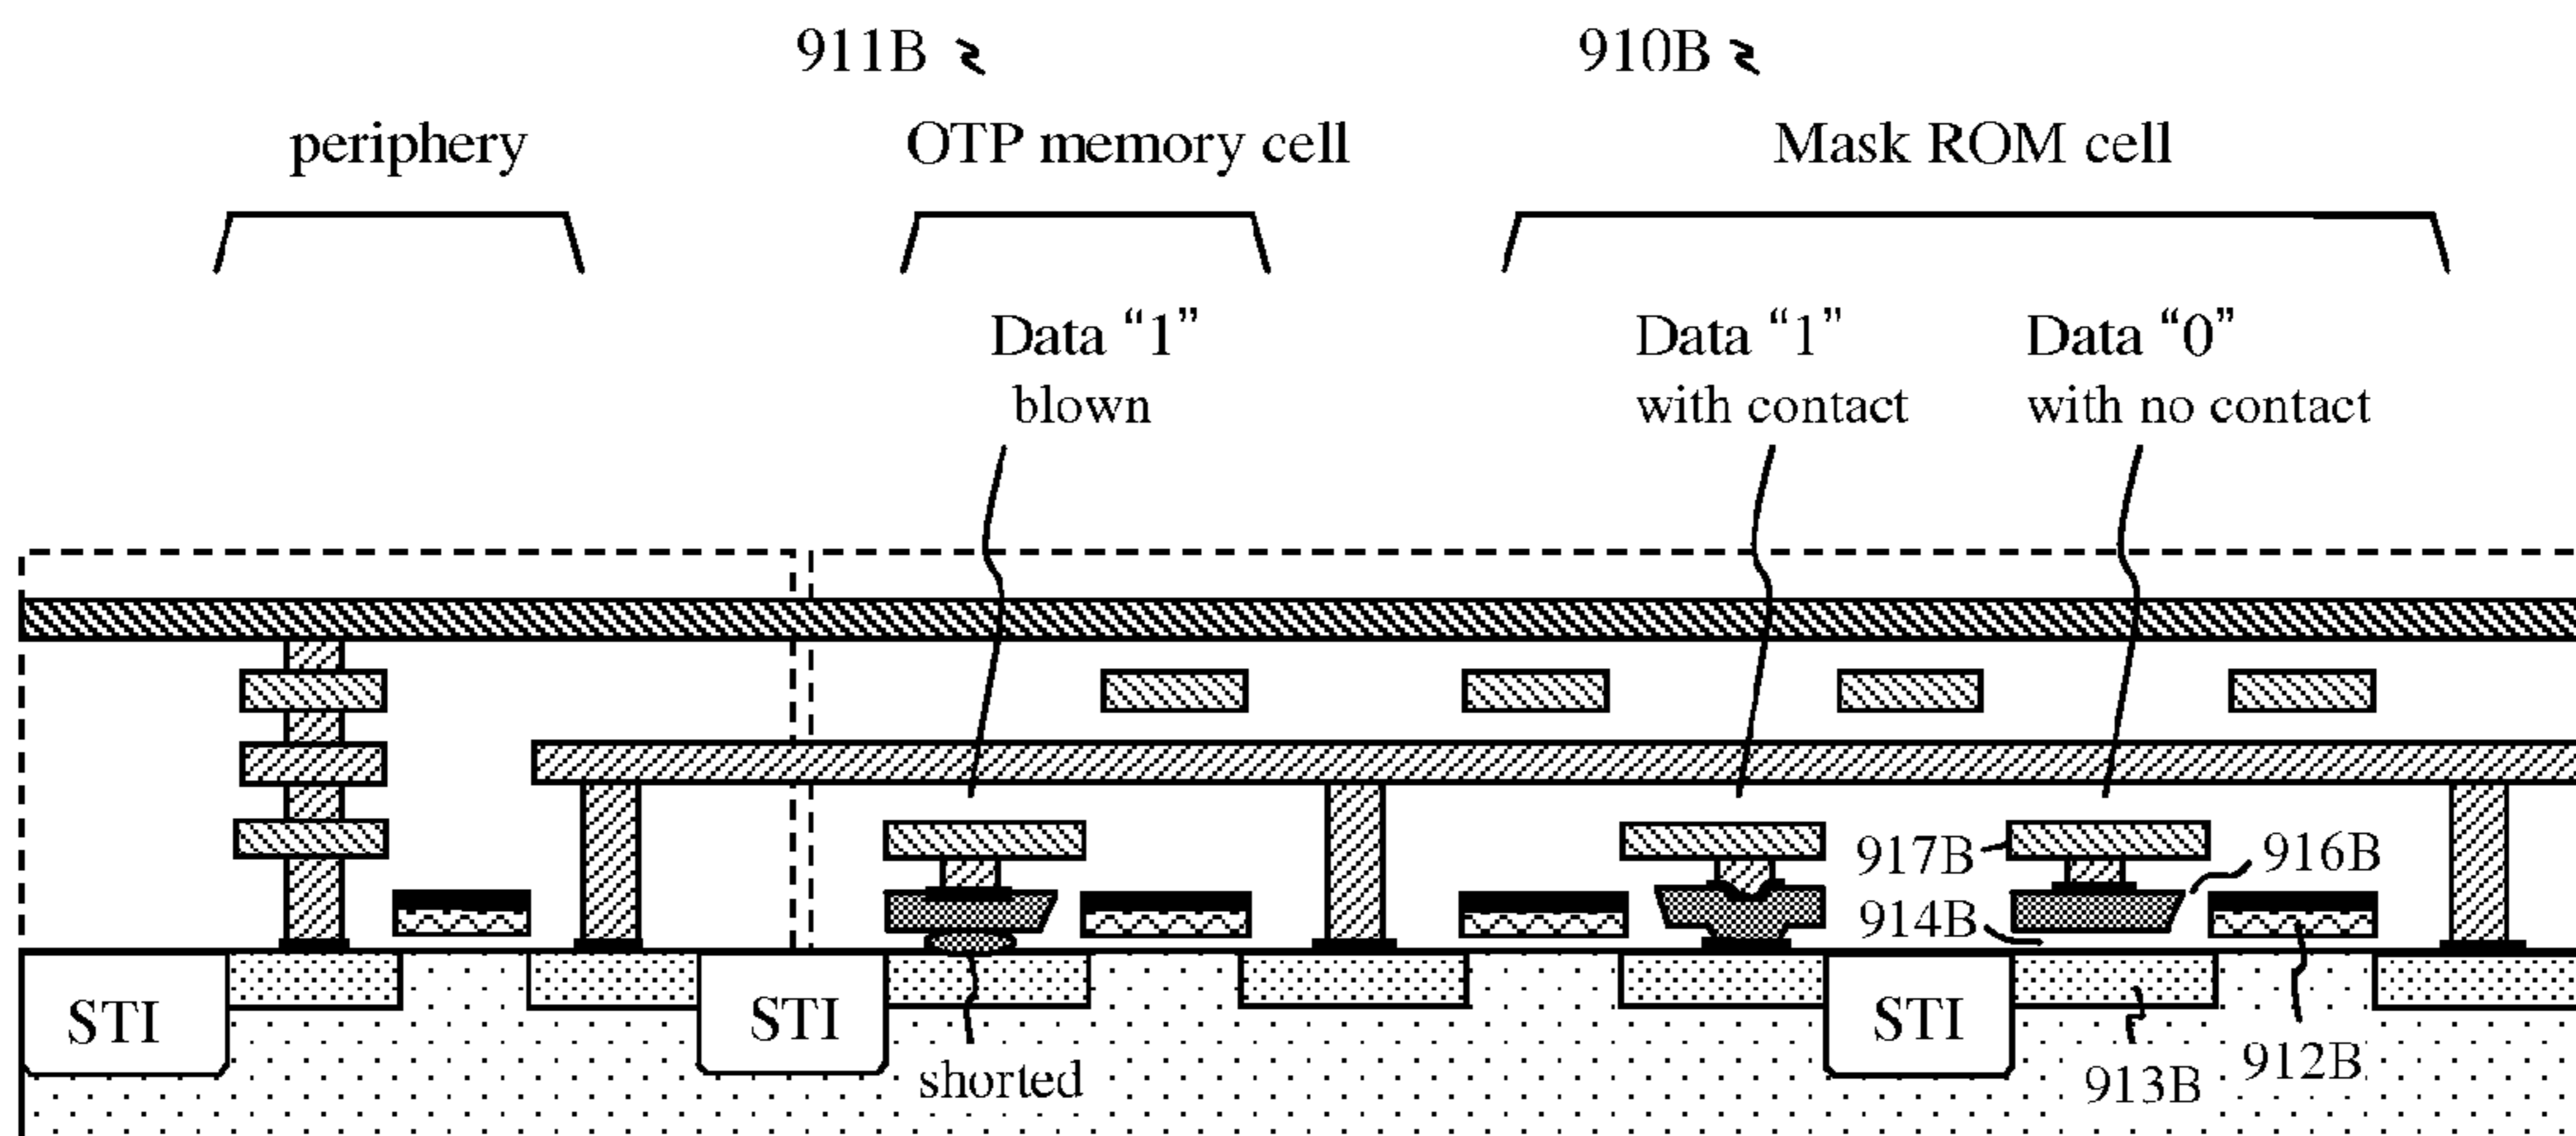 911B
910B
periphery
OTP memory cell
Mask ROM cell
Data “1”
blown
Data “1”
with contact
Data “0”
with no contact
917B
916B
914B
STI
STI
STI
shorted
913B
912B